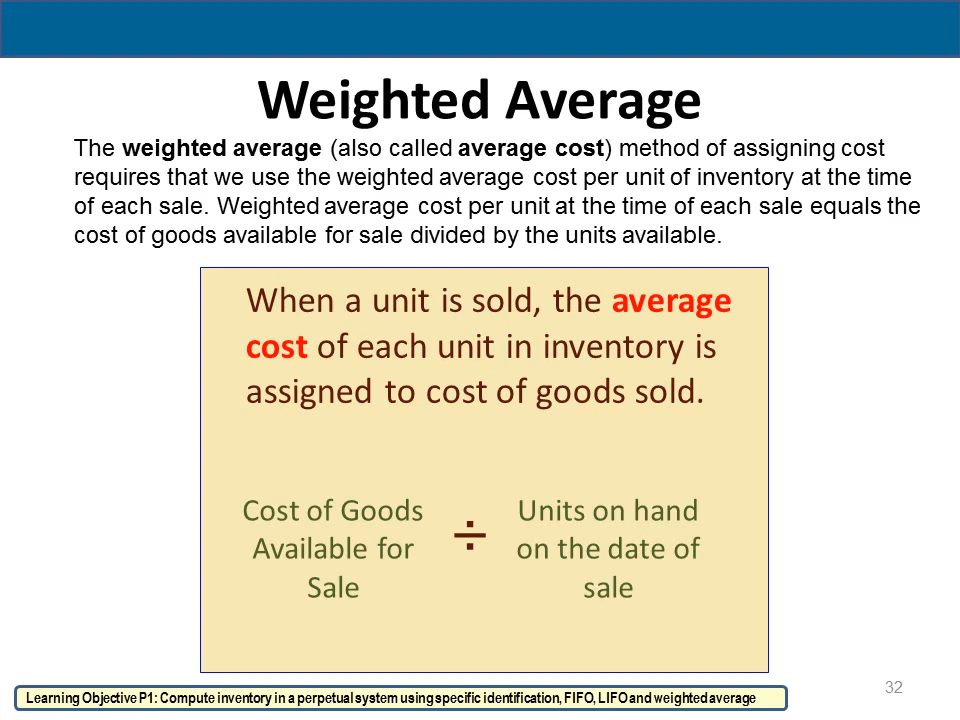 Weighted Average
The weighted average (also called average cost) method of assigning cost
requires that we use the weighted average cost per unit of inventory at the time
of each sale. Weighted average cost per unit at the time of each sale equals the
cost of goods available for sale divided by the units available.
When a unit is sold, the average
cost of each unit in inventory is
assigned to cost of goods sold.
Cost of Goods
Available for
Sale
÷
Units on hand
on the date of
sale
Learning Objective P1: Compute inventory in a perpetual system using specific identification, FIFO, LIFO and weighted average
32